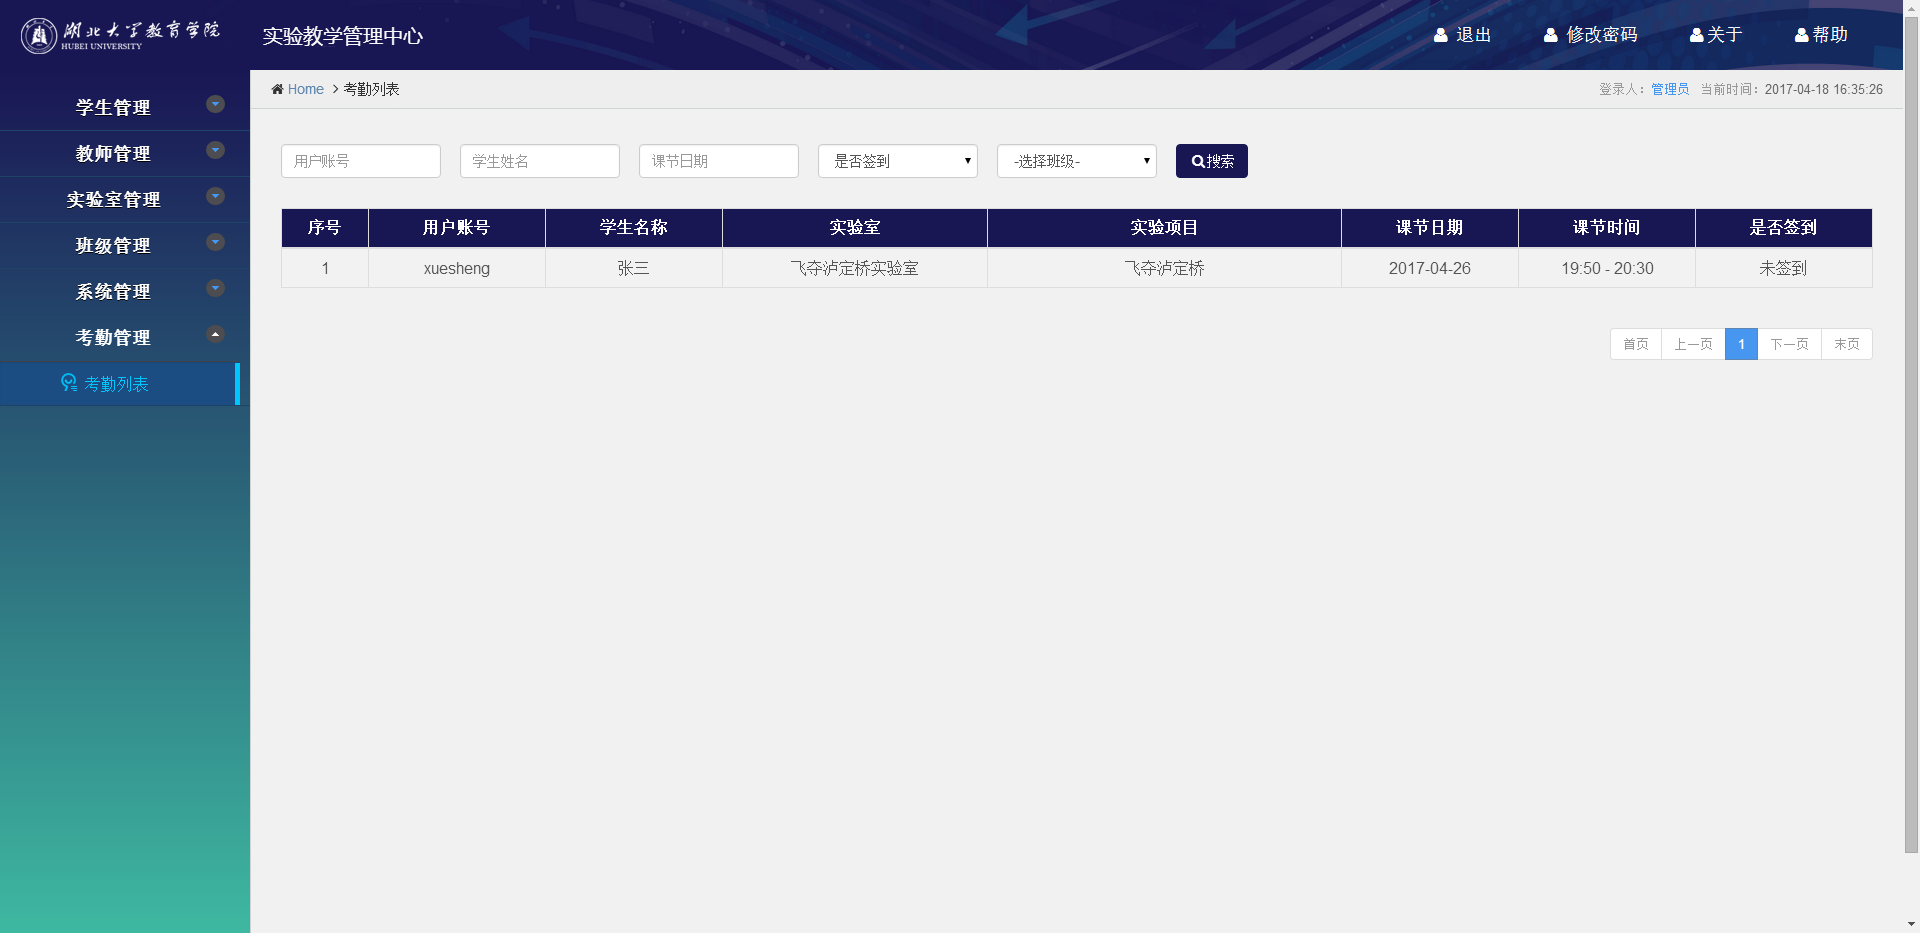 湖北大学教育学院
HUBEI UNIVERSITY
实验教学管理中心
退出
修改密码
关于
帮助
Home
考勤列表
登录人：管理员 当前时间：2017-04-18 16:35:26
学生管理
教师管理
实验室管理
班级管理
系统管理
考勤管理
考勤列表
用户账号
学生姓名
课节日期
是否签到
-选择班级-
搜索
序号 用户账号 学生名称 实验室 实验项目 课节日期 课节时间 是否签到
1 xuesheng 张三 飞夺泸定桥实验室 飞夺泸定桥 2017-04-26 19:50 - 20:30 未签到
首页 上一页 1 下一页 末页